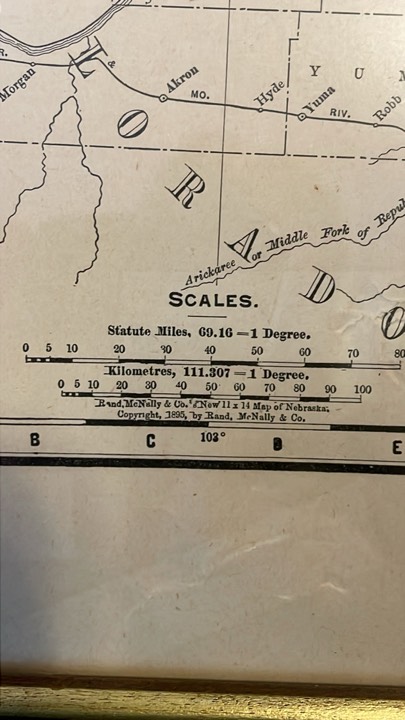 R.
Morgan
&
Akron
MO.
Hyde
Yuma
RIV.
Robb
Y U M
O R A D O
Arickaree or Middle Fork of Repub
SCALES.
Statute Miles, 69.16 = 1 Degree.
0 5 10 20 30 40 50 60 70 80
Kilometres, 111.307 = 1 Degree.
0 5 10 20 30 40 50 60 70 80 90 100
Rand, McNally & Co.'s New 11 x 14 Map of Nebraska.
Copyright, 1895, by Rand, McNally & Co.
B C 103° D E